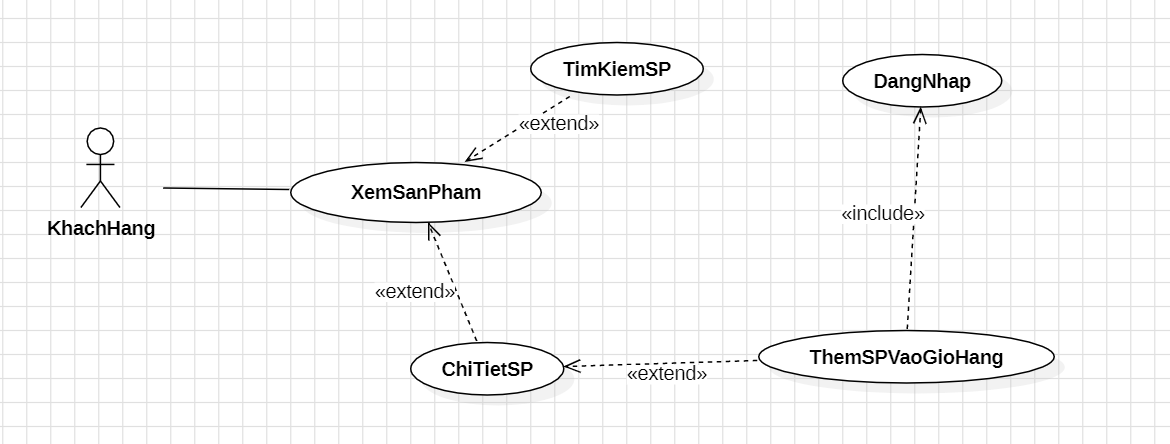 TimKiemSP
DangNhap
«extend»
XemSanPham
KhachHang
«include»
«extend»
ThemSPVaoGioHang
ChiTietSP
«extend»